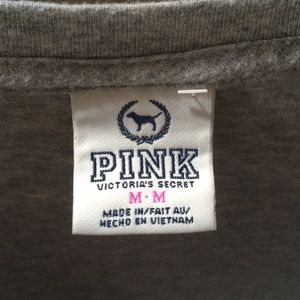 PINK
VICTORIA'S SECRET
M · M
MADE IN/FAIT AU/
HECHO EN VIETNAM